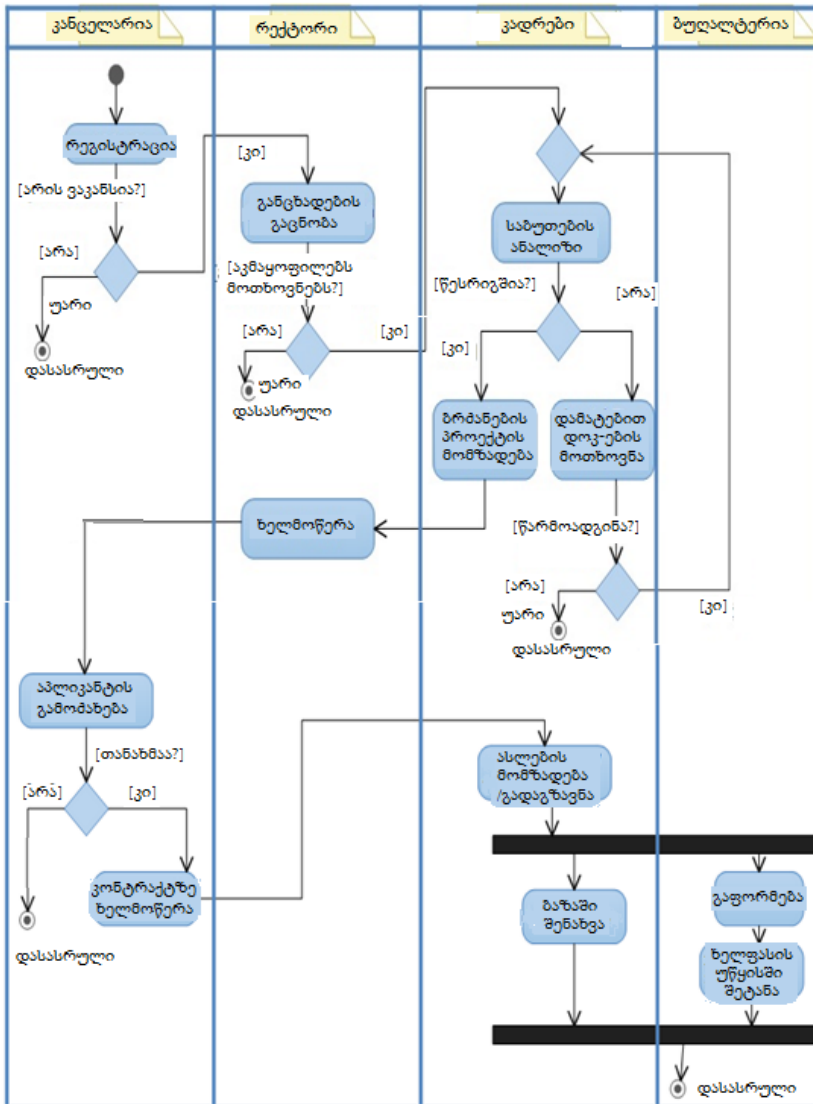 კანცელარია
რექტორი
კადრები
ბუღალტერია
რეგისტრაცია
[კი]
[არის ვაკანსია?]
განცხადების
გაცნობა
საბუთების
ანალიზი
[არა]
უარი
დასასრული
[აკმაყოფილებს
მოთხოვნებს?]
[არა]
[კი]
უარი
დასასრული
[წესრიგშია?]
[არა]
[კი]
ბრძანების
პროექტის
მომზადება
დამატებით
დოკ-ების
მოთხოვნა
ხელმოწერა
[წარმოადგინა?]
[არა]
უარი
[კი]
დასასრული
აპლიკანტის
გამოძახება
[თანახმაა?]
[არა]
[კი]
კონტრაქტზე
ხელმოწერა
დასასრული
ასლების
მომზადება
/გადაგზავნა
ბაზაში
შენახვა
გაფორმება
ხელფასის
უწყისში
შეტანა
დასასრული